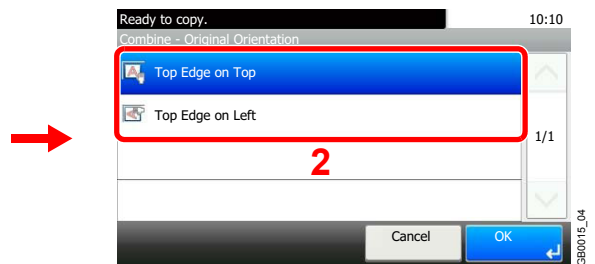 Ready to copy. 10:10
Combine - Original Orientation
Top Edge on Top
Top Edge on Left
1/1
2
Cancel OK
GB0015_04